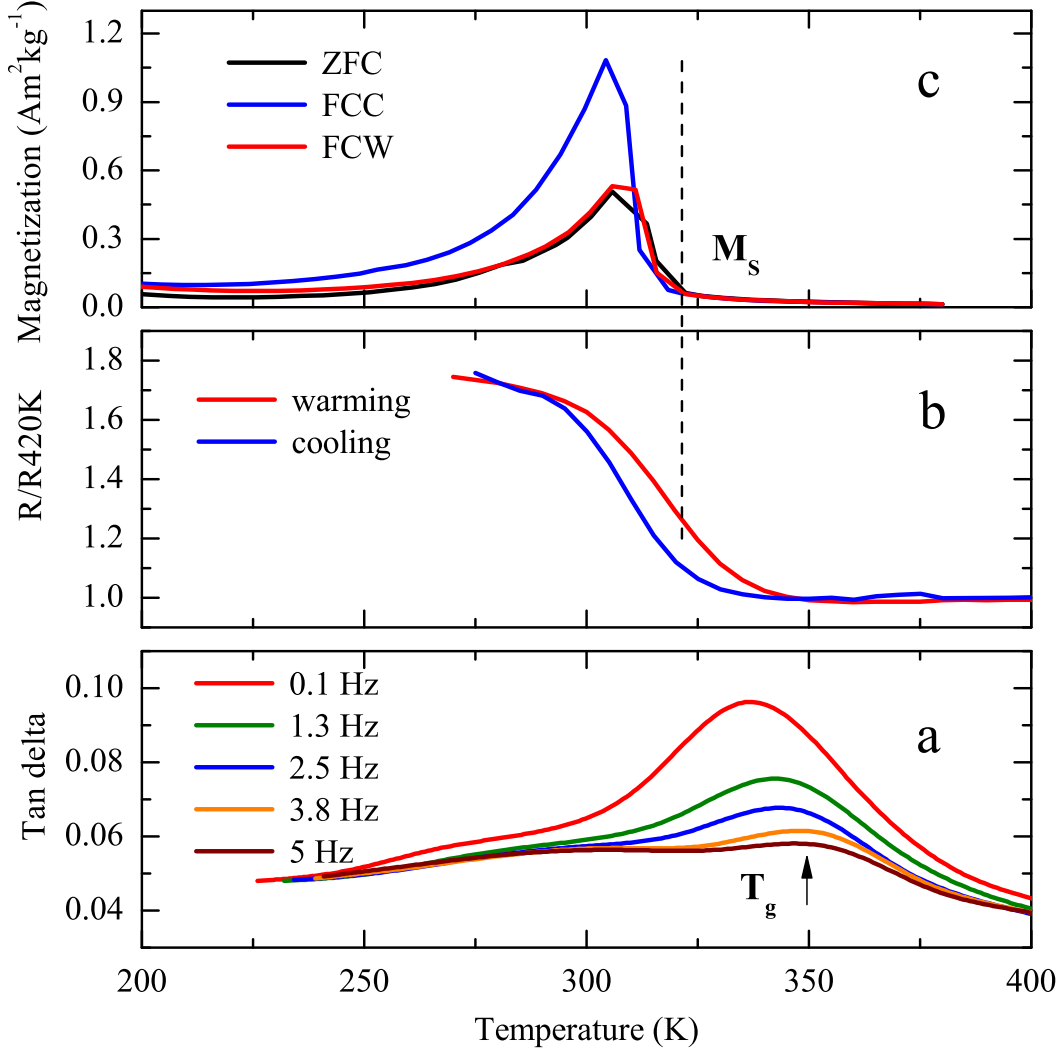 Magnetization (Am²kg⁻¹)
1.2
0.9
0.6
0.3
0.0
ZFC
FCC
FCW
c
M_S
R/R420K
1.8
1.6
1.4
1.2
1.0
warming
cooling
b
Tan delta
0.10
0.08
0.06
0.04
0.1 Hz
1.3 Hz
2.5 Hz
3.8 Hz
5 Hz
a
T_g
200 250 300 350 400
Temperature (K)